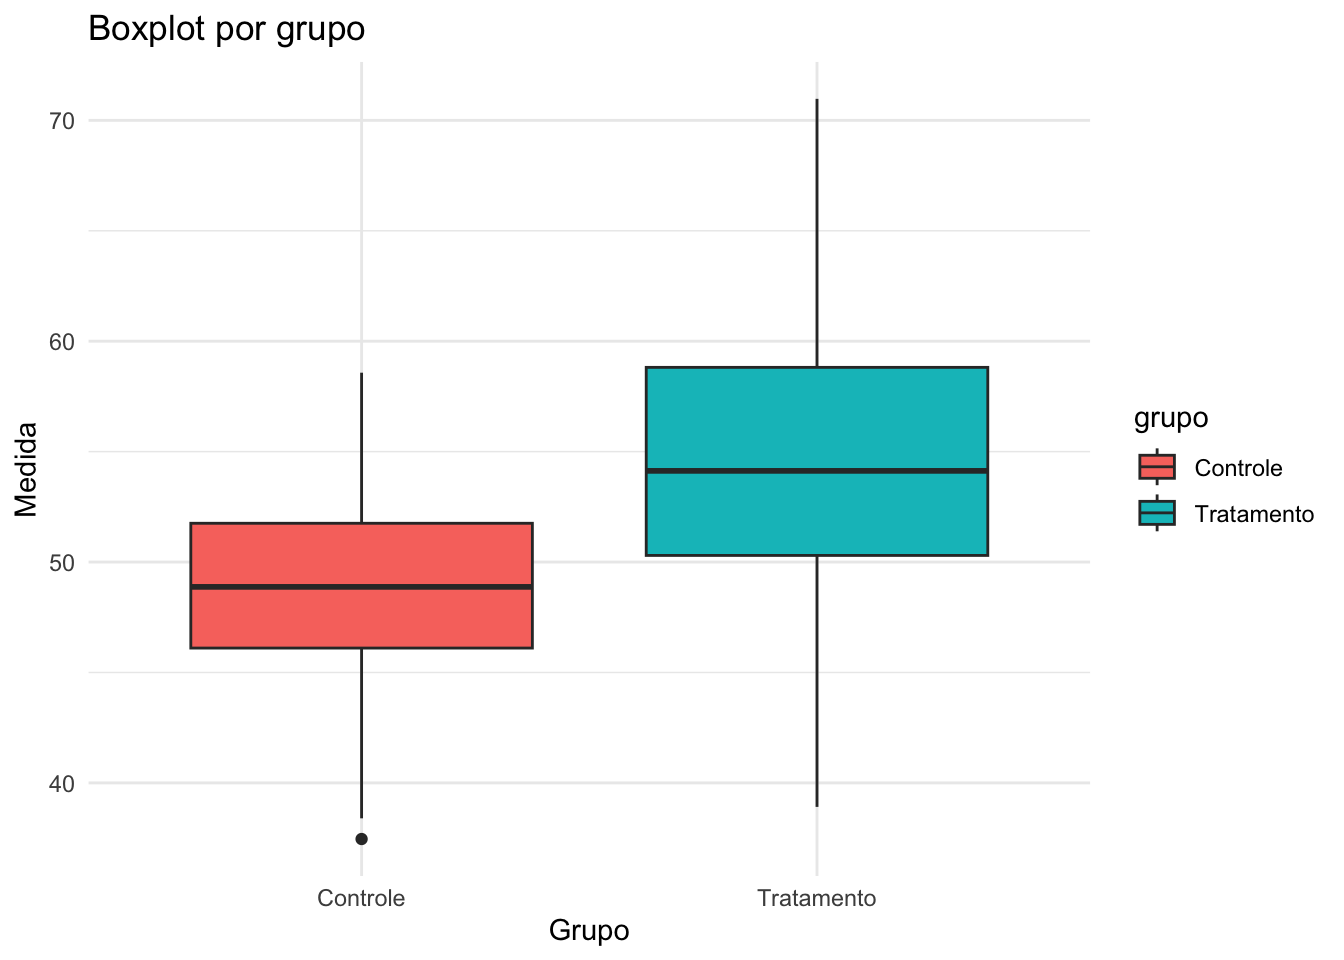 Boxplot por grupo
70
60
50
40
Medida
Controle
Tratamento
Grupo
grupo
Controle
Tratamento